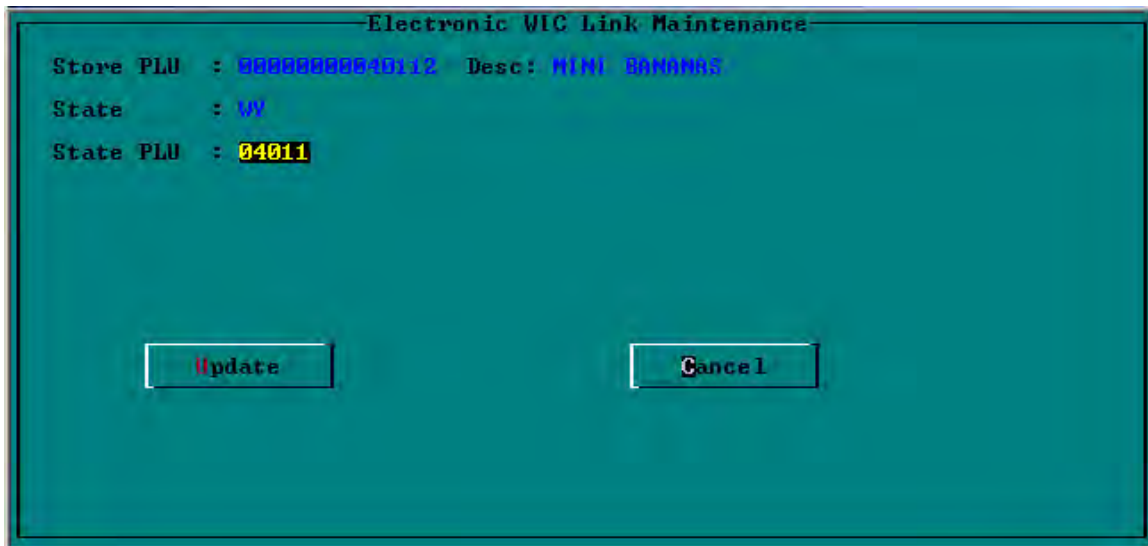 Electronic WIC Link Maintenance
Store PLU : 00000000040112 Desc: MINI BANANAS
State : WY
State PLU : 04011
Update Cancel